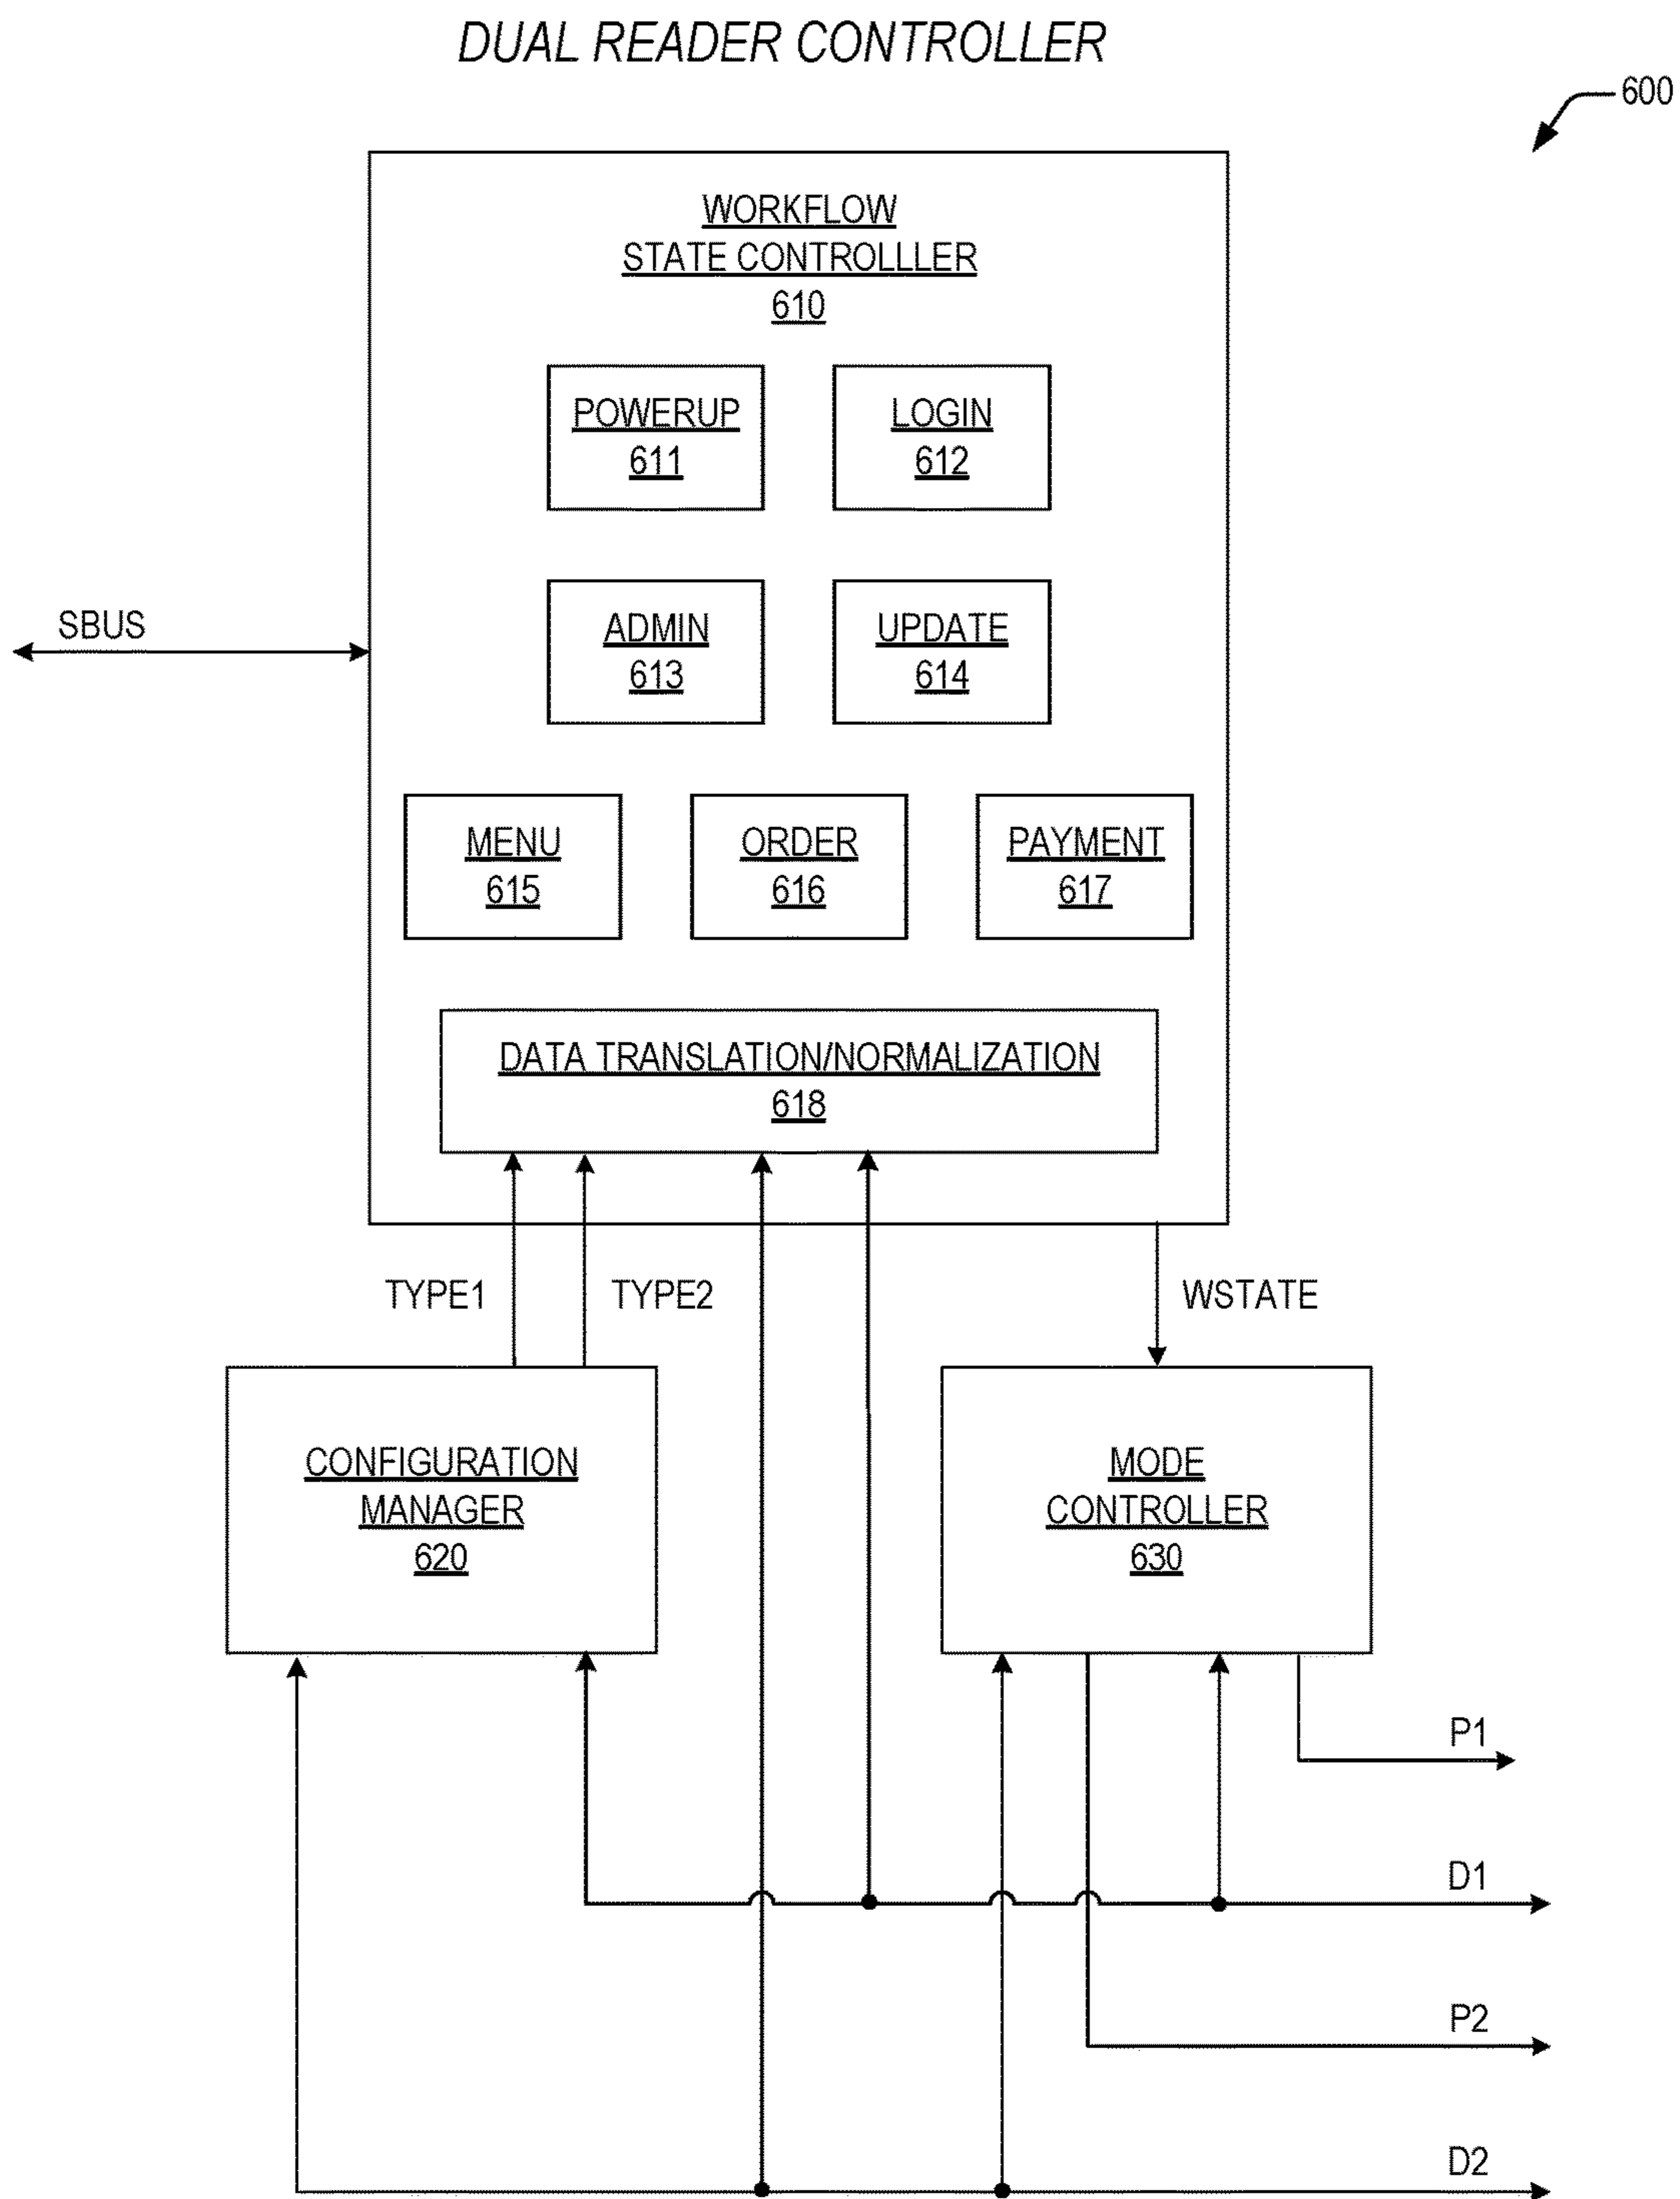 DUAL READER CONTROLLER
600
WORKFLOW
STATE CONTROLLLER
610
POWERUP
611
LOGIN
612
ADMIN
613
UPDATE
614
SBUS
MENU
615
ORDER
616
PAYMENT
617
DATA TRANSLATION/NORMALIZATION
618
TYPE1
TYPE2
WSTATE
CONFIGURATION
MANAGER
620
MODE
CONTROLLER
630
P1
D1
P2
D2